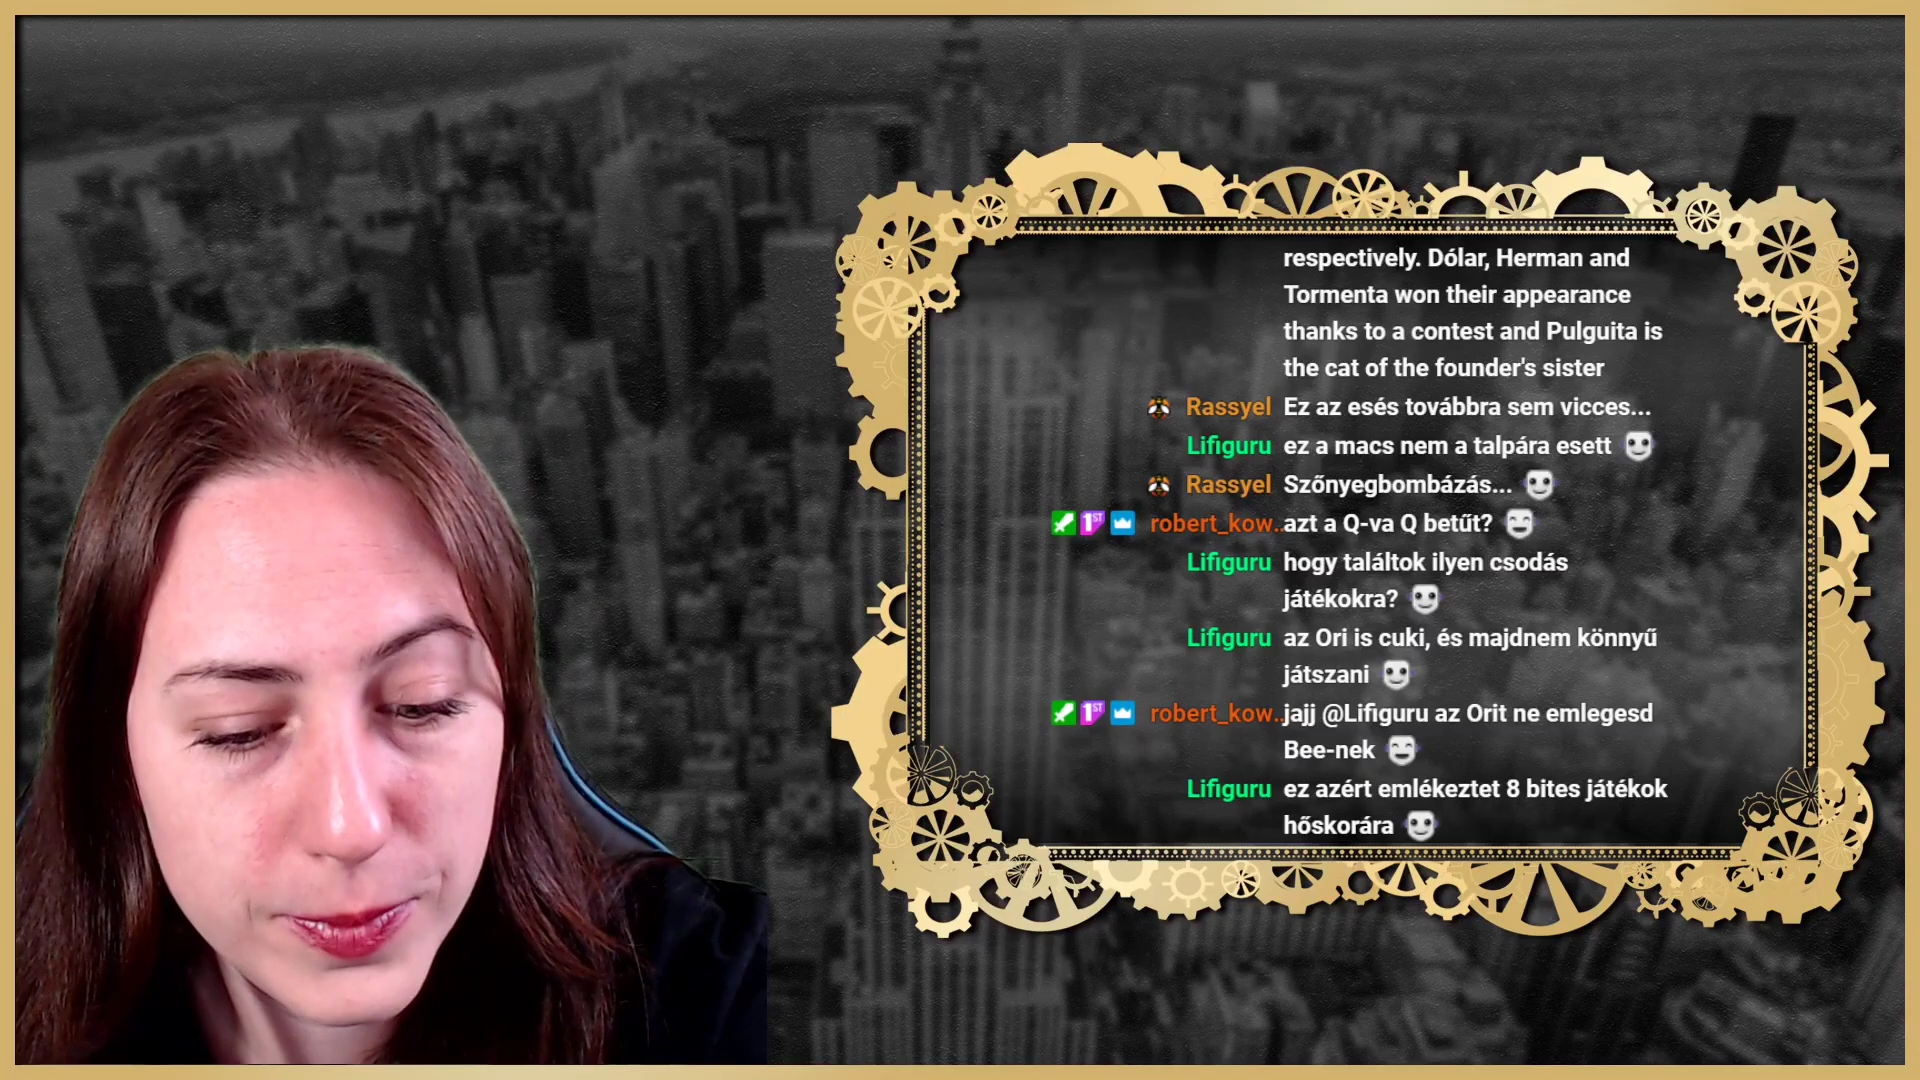 respectively. Dólar, Herman and
Tormenta won their appearance
thanks to a contest and Pulguita is
the cat of the founder's sister
Rassyel Ez az esés továbbra sem vicces...
Lifiguru ez a macs nem a talpára esett
Rassyel Szőnyegbombázás...
1ST robert_kow.. azt a Q-va Q betűt?
Lifiguru hogy találtok ilyen csodás
játékokra?
Lifiguru az Ori is cuki, és majdnem könnyű
játszani
1ST robert_kow.. jajj @Lifiguru az Orit ne emlegesd
Bee-nek
Lifiguru ez azért emlékeztet 8 bites játékok
hőskorára